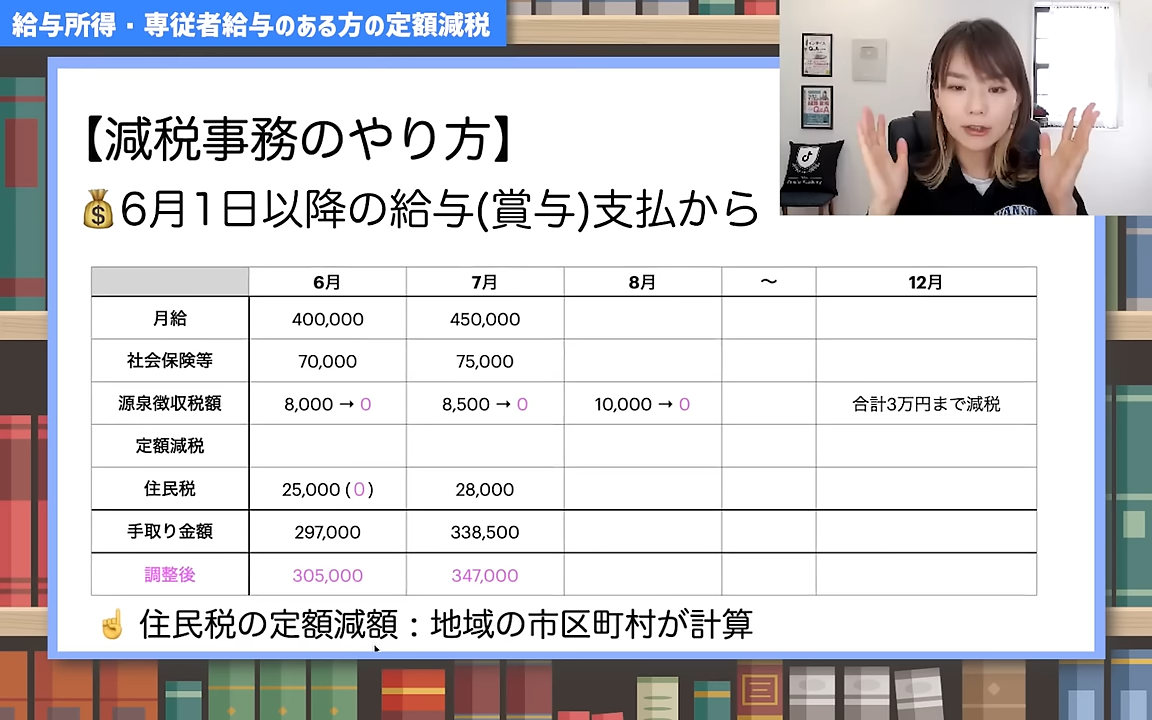 給与所得・専従者給与のある方の定額減税
【減税事務のやり方】
💰6月1日以降の給与(賞与)支払から
6月 7月 8月 〜 12月
月給 400,000 450,000
社会保険等 70,000 75,000
源泉徴収税額 8,000 → 0 8,500 → 0 10,000 → 0 合計3万円まで減税
定額減税
住民税 25,000 (0) 28,000
手取り金額 297,000 338,500
調整後 305,000 347,000
☝ 住民税の定額減額：地域の市区町村が計算